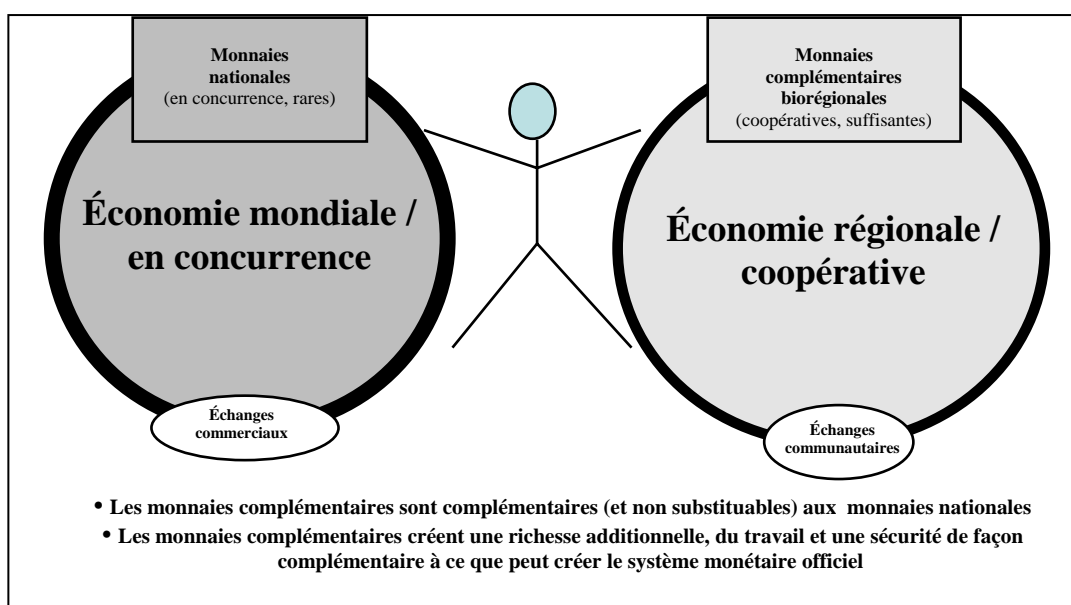 Monnaies
nationales
(en concurrence, rares)
Économie mondiale /
en concurrence
Échanges
commerciaux
Monnaies
complémentaires
biorégionales
(coopératives, suffisantes)
Économie régionale /
coopérative
Échanges
communautaires
• Les monnaies complémentaires sont complémentaires (et non substituables) aux monnaies nationales
• Les monnaies complémentaires créent une richesse additionnelle, du travail et une sécurité de façon
complémentaire à ce que peut créer le système monétaire officiel